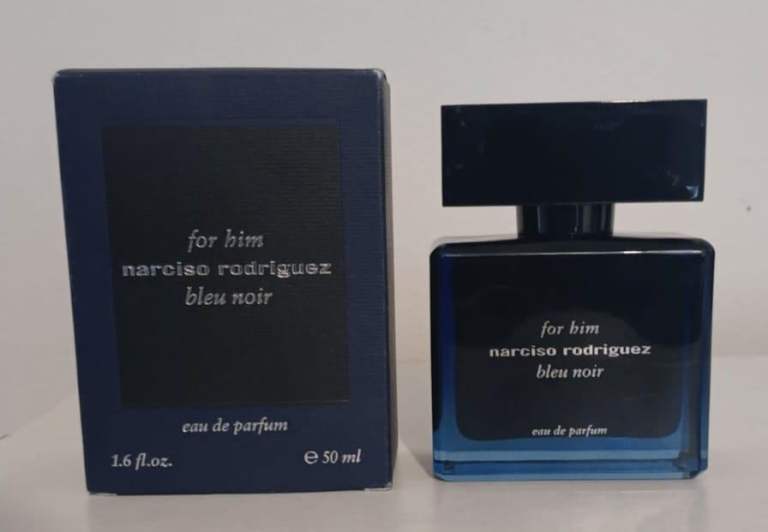 for him
narciso rodriguez
bleu noir
eau de parfum
1.6 fl.oz. ℮ 50 ml
for him
narciso rodriguez
bleu noir
eau de parfum